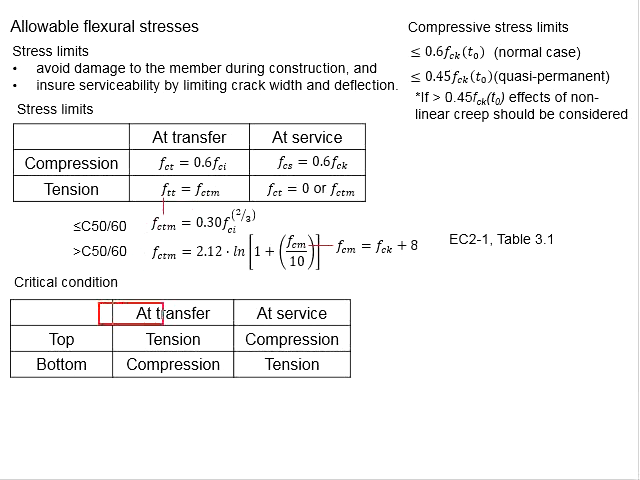 Allowable flexural stresses
Stress limits
• avoid damage to the member during construction, and
• insure serviceability by limiting crack width and deflection.
Compressive stress limits
≤ 0.6f_ck(t_0) (normal case)
≤ 0.45f_ck(t_0)(quasi-permanent)
*If > 0.45f_ck(t_0) effects of non-
linear creep should be considered
Stress limits
At transfer At service
Compression f_ct = 0.6f_ci f_cs = 0.6f_ck
Tension f_tt = f_ctm f_ct = 0 or f_ctm
≤C50/60 f_ctm = 0.30f_ci^(2/3)
>C50/60 f_ctm = 2.12 · ln[1 + (f_cm/10)] f_cm = f_ck + 8 EC2-1, Table 3.1
Critical condition
At transfer At service
Top Tension Compression
Bottom Compression Tension